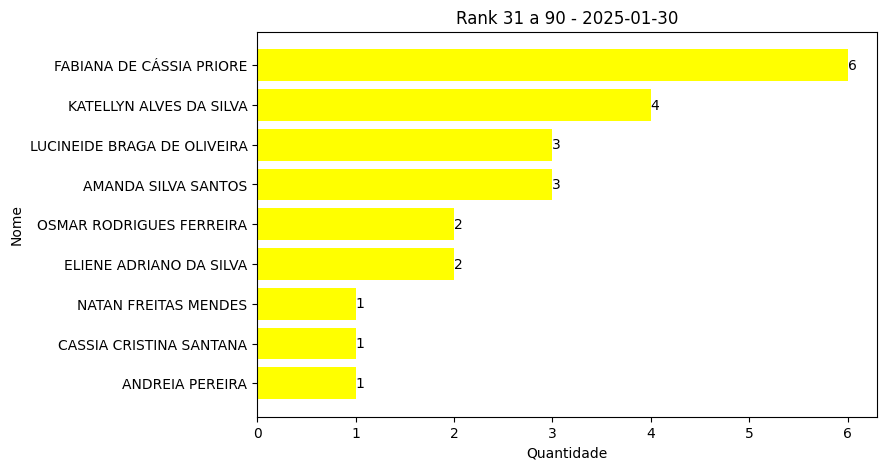 Rank 31 a 90 - 2025-01-30
FABIANA DE CÁSSIA PRIORE 6
KATELLYN ALVES DA SILVA 4
LUCINEIDE BRAGA DE OLIVEIRA 3
AMANDA SILVA SANTOS 3
OSMAR RODRIGUES FERREIRA 2
ELIENE ADRIANO DA SILVA 2
NATAN FREITAS MENDES 1
CASSIA CRISTINA SANTANA 1
ANDREIA PEREIRA 1
Nome
0 1 2 3 4 5 6
Quantidade